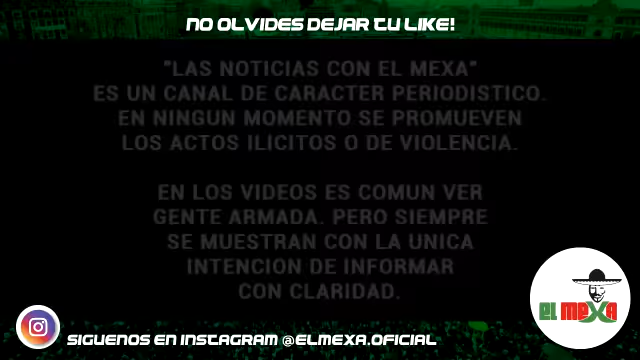 NO OLVIDES DEJAR TU LIKE!
"LAS NOTICIAS CON EL MEXA"
ES UN CANAL DE CARACTER PERIODISTICO.
EN NINGUN MOMENTO SE PROMUEVEN
LOS ACTOS ILICITOS O DE VIOLENCIA.
EN LOS VIDEOS ES COMUN VER
GENTE ARMADA. PERO SIEMPRE
SE MUESTRAN CON LA UNICA
INTENCION DE INFORMAR
CON CLARIDAD.
EL MEXA
SIGUENOS EN INSTAGRAM @ELMEXA.OFICIAL